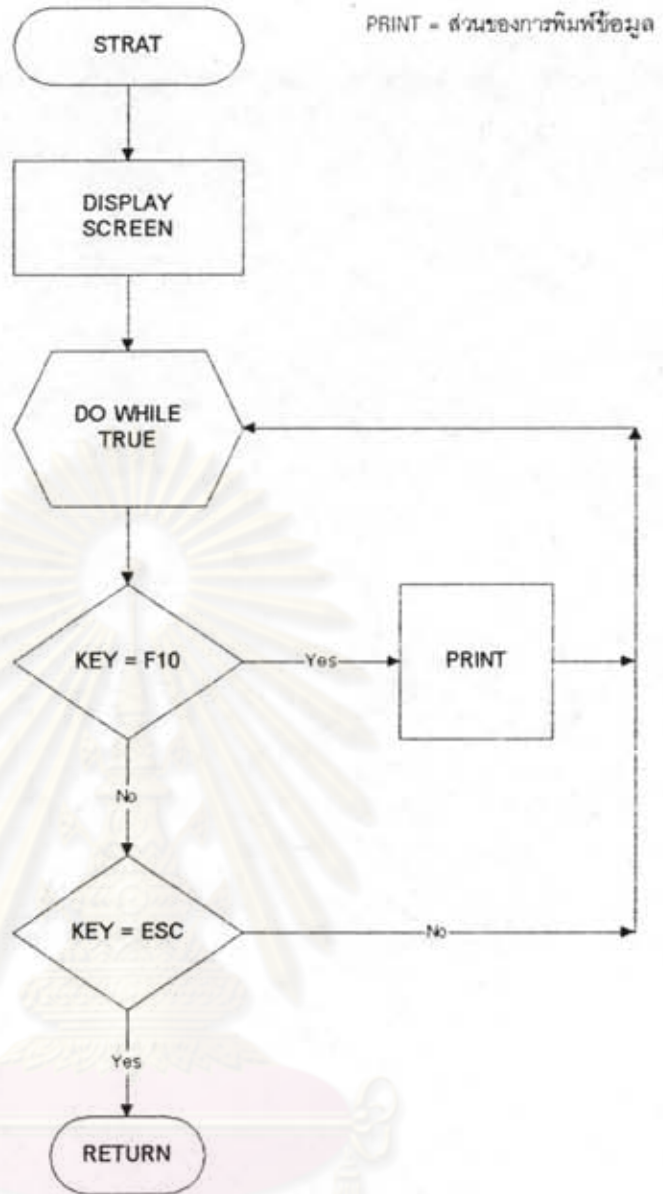 STRAT
PRINT = ส่วนของการพิมพ์ข้อมูล
DISPLAY
SCREEN
DO WHILE
TRUE
KEY = F10
Yes
PRINT
No
KEY = ESC
No
Yes
RETURN